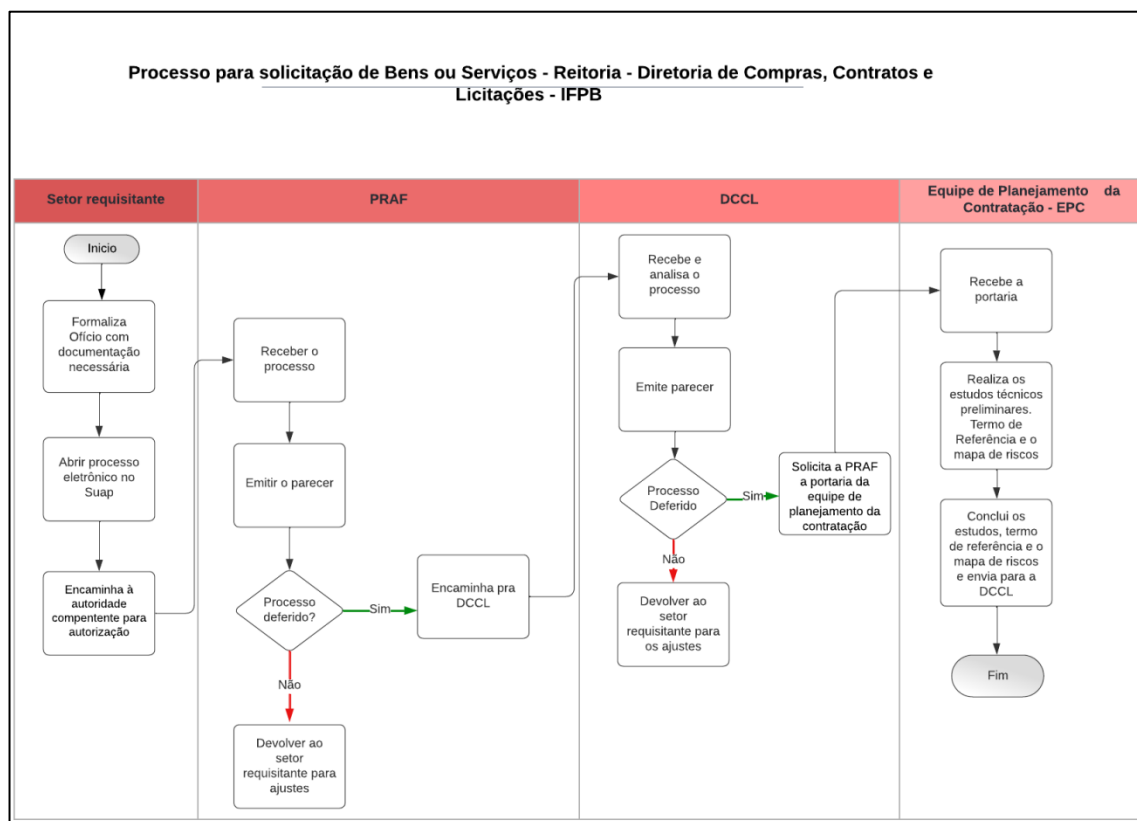 Processo para solicitação de Bens ou Serviços - Reitoria - Diretoria de Compras, Contratos e
Licitações - IFPB
Setor requisitante
PRAF
DCCL
Equipe de Planejamento da
Contratação - EPC
Inicio
Formaliza
Ofício com
documentação
necessária
Abrir processo
eletrônico no
Suap
Encaminha à
autoridade
compentente para
autorização
Receber o
processo
Emitir o parecer
Processo
deferido?
Sim
Encaminha pra
DCCL
Não
Devolver ao
setor
requisitante para
ajustes
Recebe e
analisa o
processo
Emite parecer
Processo
Deferido
Sim
Solicita a PRAF
a portaria da
equipe de
planejamento da
contratação
Não
Devolver ao
setor
requisitante para
os ajustes
Recebe a
portaria
Realiza os
estudos técnicos
preliminares.
Termo de
Referência e o
mapa de riscos
Conclui os
estudos, termo
de referência e o
mapa de riscos
e envia para a
DCCL
Fim